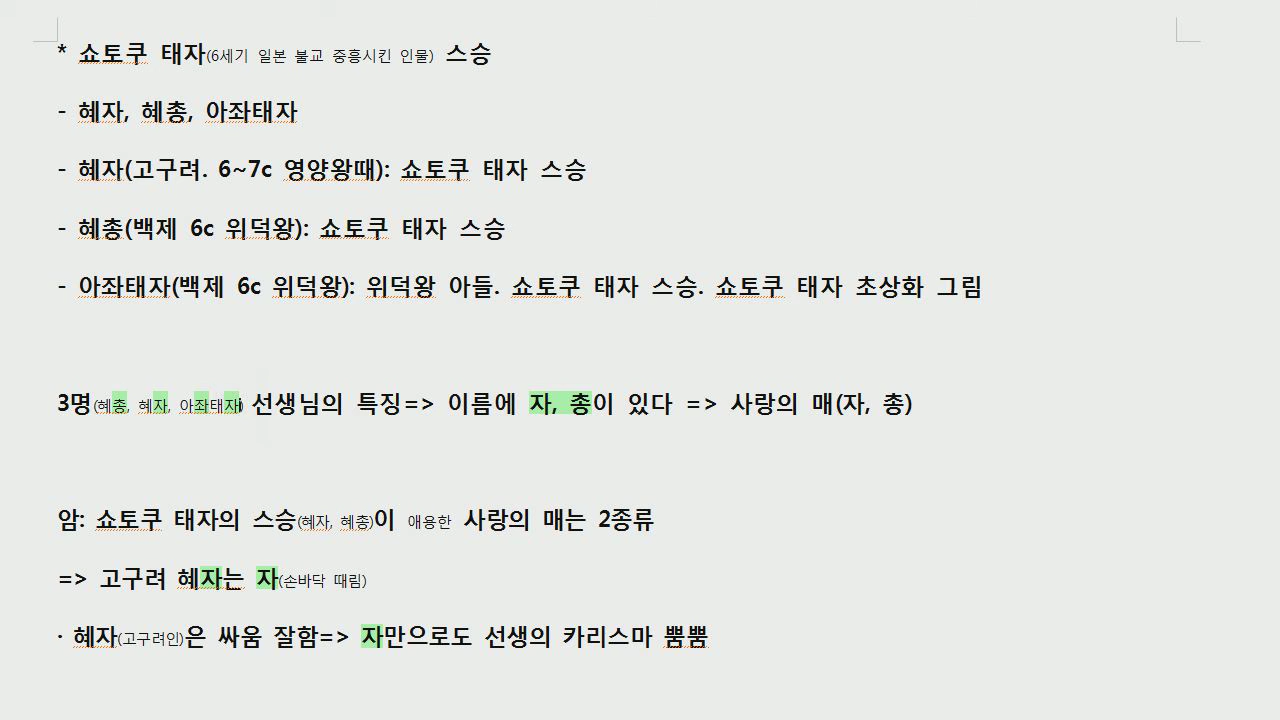 * 쇼토쿠 태자(6세기 일본 불교 중흥시킨 인물) 스승
- 혜자, 혜총, 아좌태자
- 혜자(고구려. 6~7c 영양왕때): 쇼토쿠 태자 스승
- 혜총(백제 6c 위덕왕): 쇼토쿠 태자 스승
- 아좌태자(백제 6c 위덕왕): 위덕왕 아들. 쇼토쿠 태자 스승. 쇼토쿠 태자 초상화 그림
3명(혜총, 혜자, 아좌태자) 선생님의 특징=> 이름에 자, 총이 있다 => 사랑의 매(자, 총)
암: 쇼토쿠 태자의 스승(혜자, 혜총)이 애용한 사랑의 매는 2종류
=> 고구려 혜자는 자(손바닥 때림)
· 혜자(고구려인)은 싸움 잘함=> 자만으로도 선생의 카리스마 뿜뿜